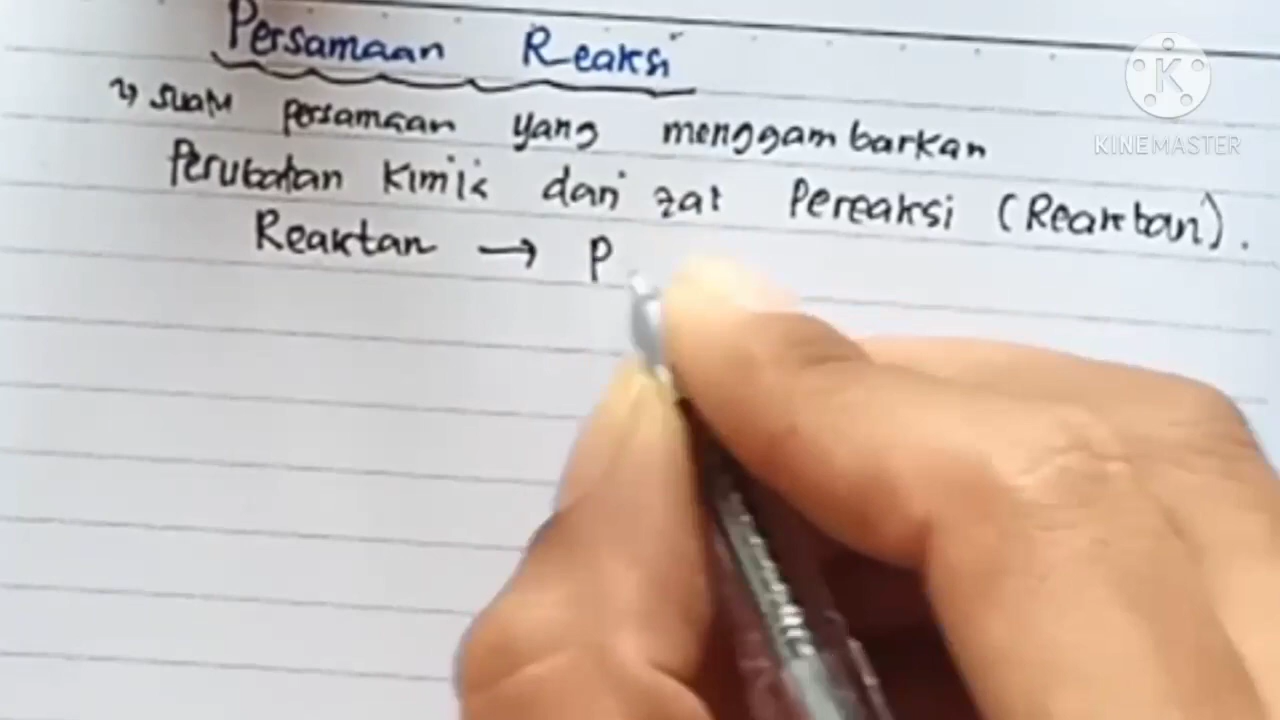 Persamaan Reaksi
↝ suatu persamaan yang menggambarkan
Perubahan Kimia dari zat Pereaksi (Reaktan).
Reaktan → P
KINEMASTER